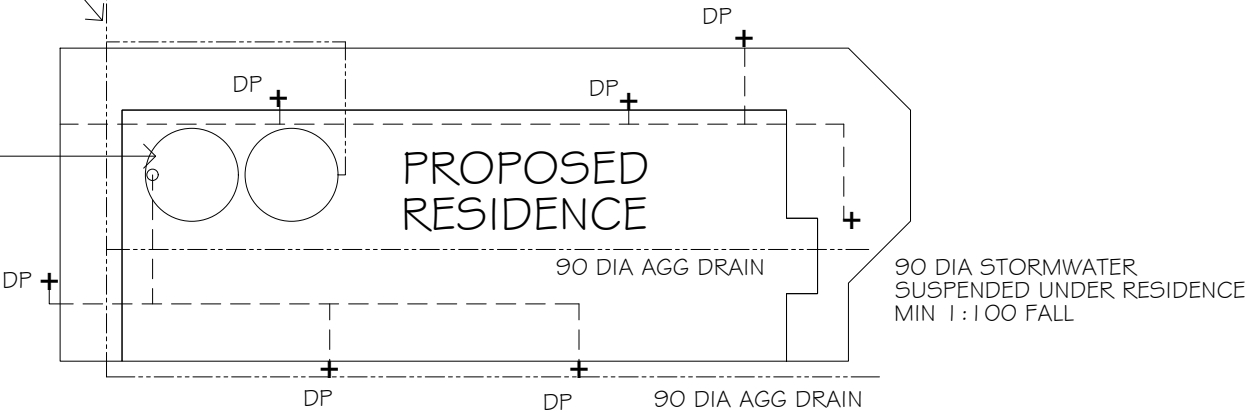 DP
DP
DP
PROPOSED
RESIDENCE
90 DIA AGG DRAIN
DP
90 DIA STORMWATER
SUSPENDED UNDER RESIDENCE
MIN 1:100 FALL
DP
DP
90 DIA AGG DRAIN